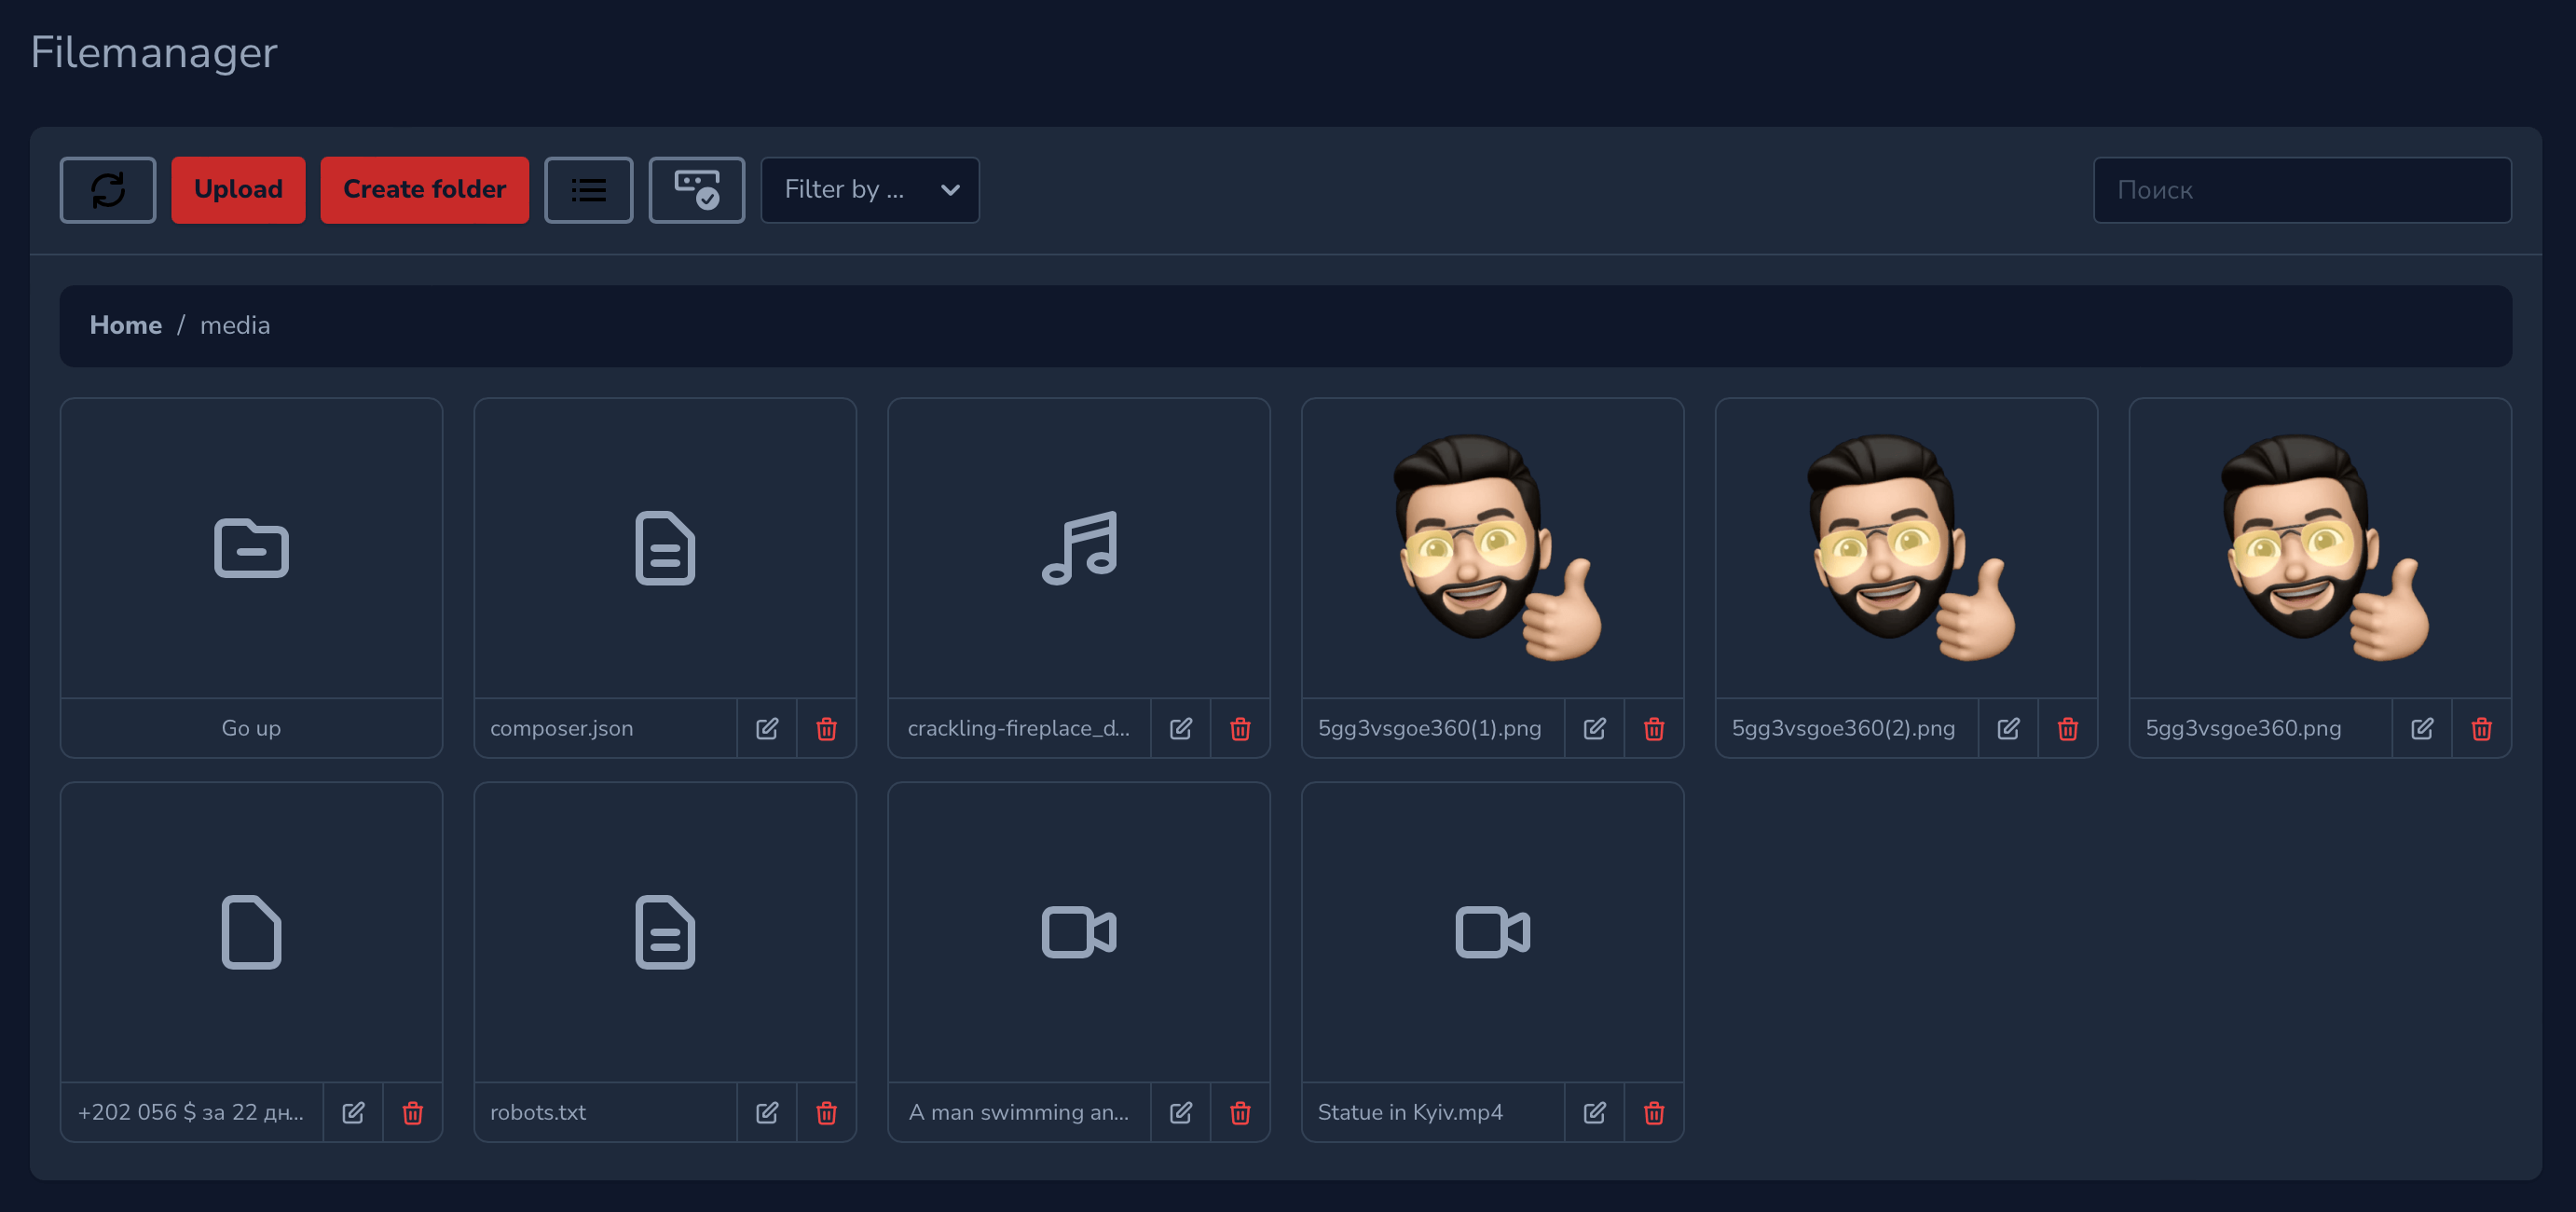 Filemanager
Upload
Create folder
Filter by ...
Поиск
Home / media
Go up
composer.json
crackling-fireplace_d...
5gg3vsgoe360(1).png
5gg3vsgoe360(2).png
5gg3vsgoe360.png
+202 056 $ за 22 дн...
robots.txt
A man swimming an...
Statue in Kyiv.mp4